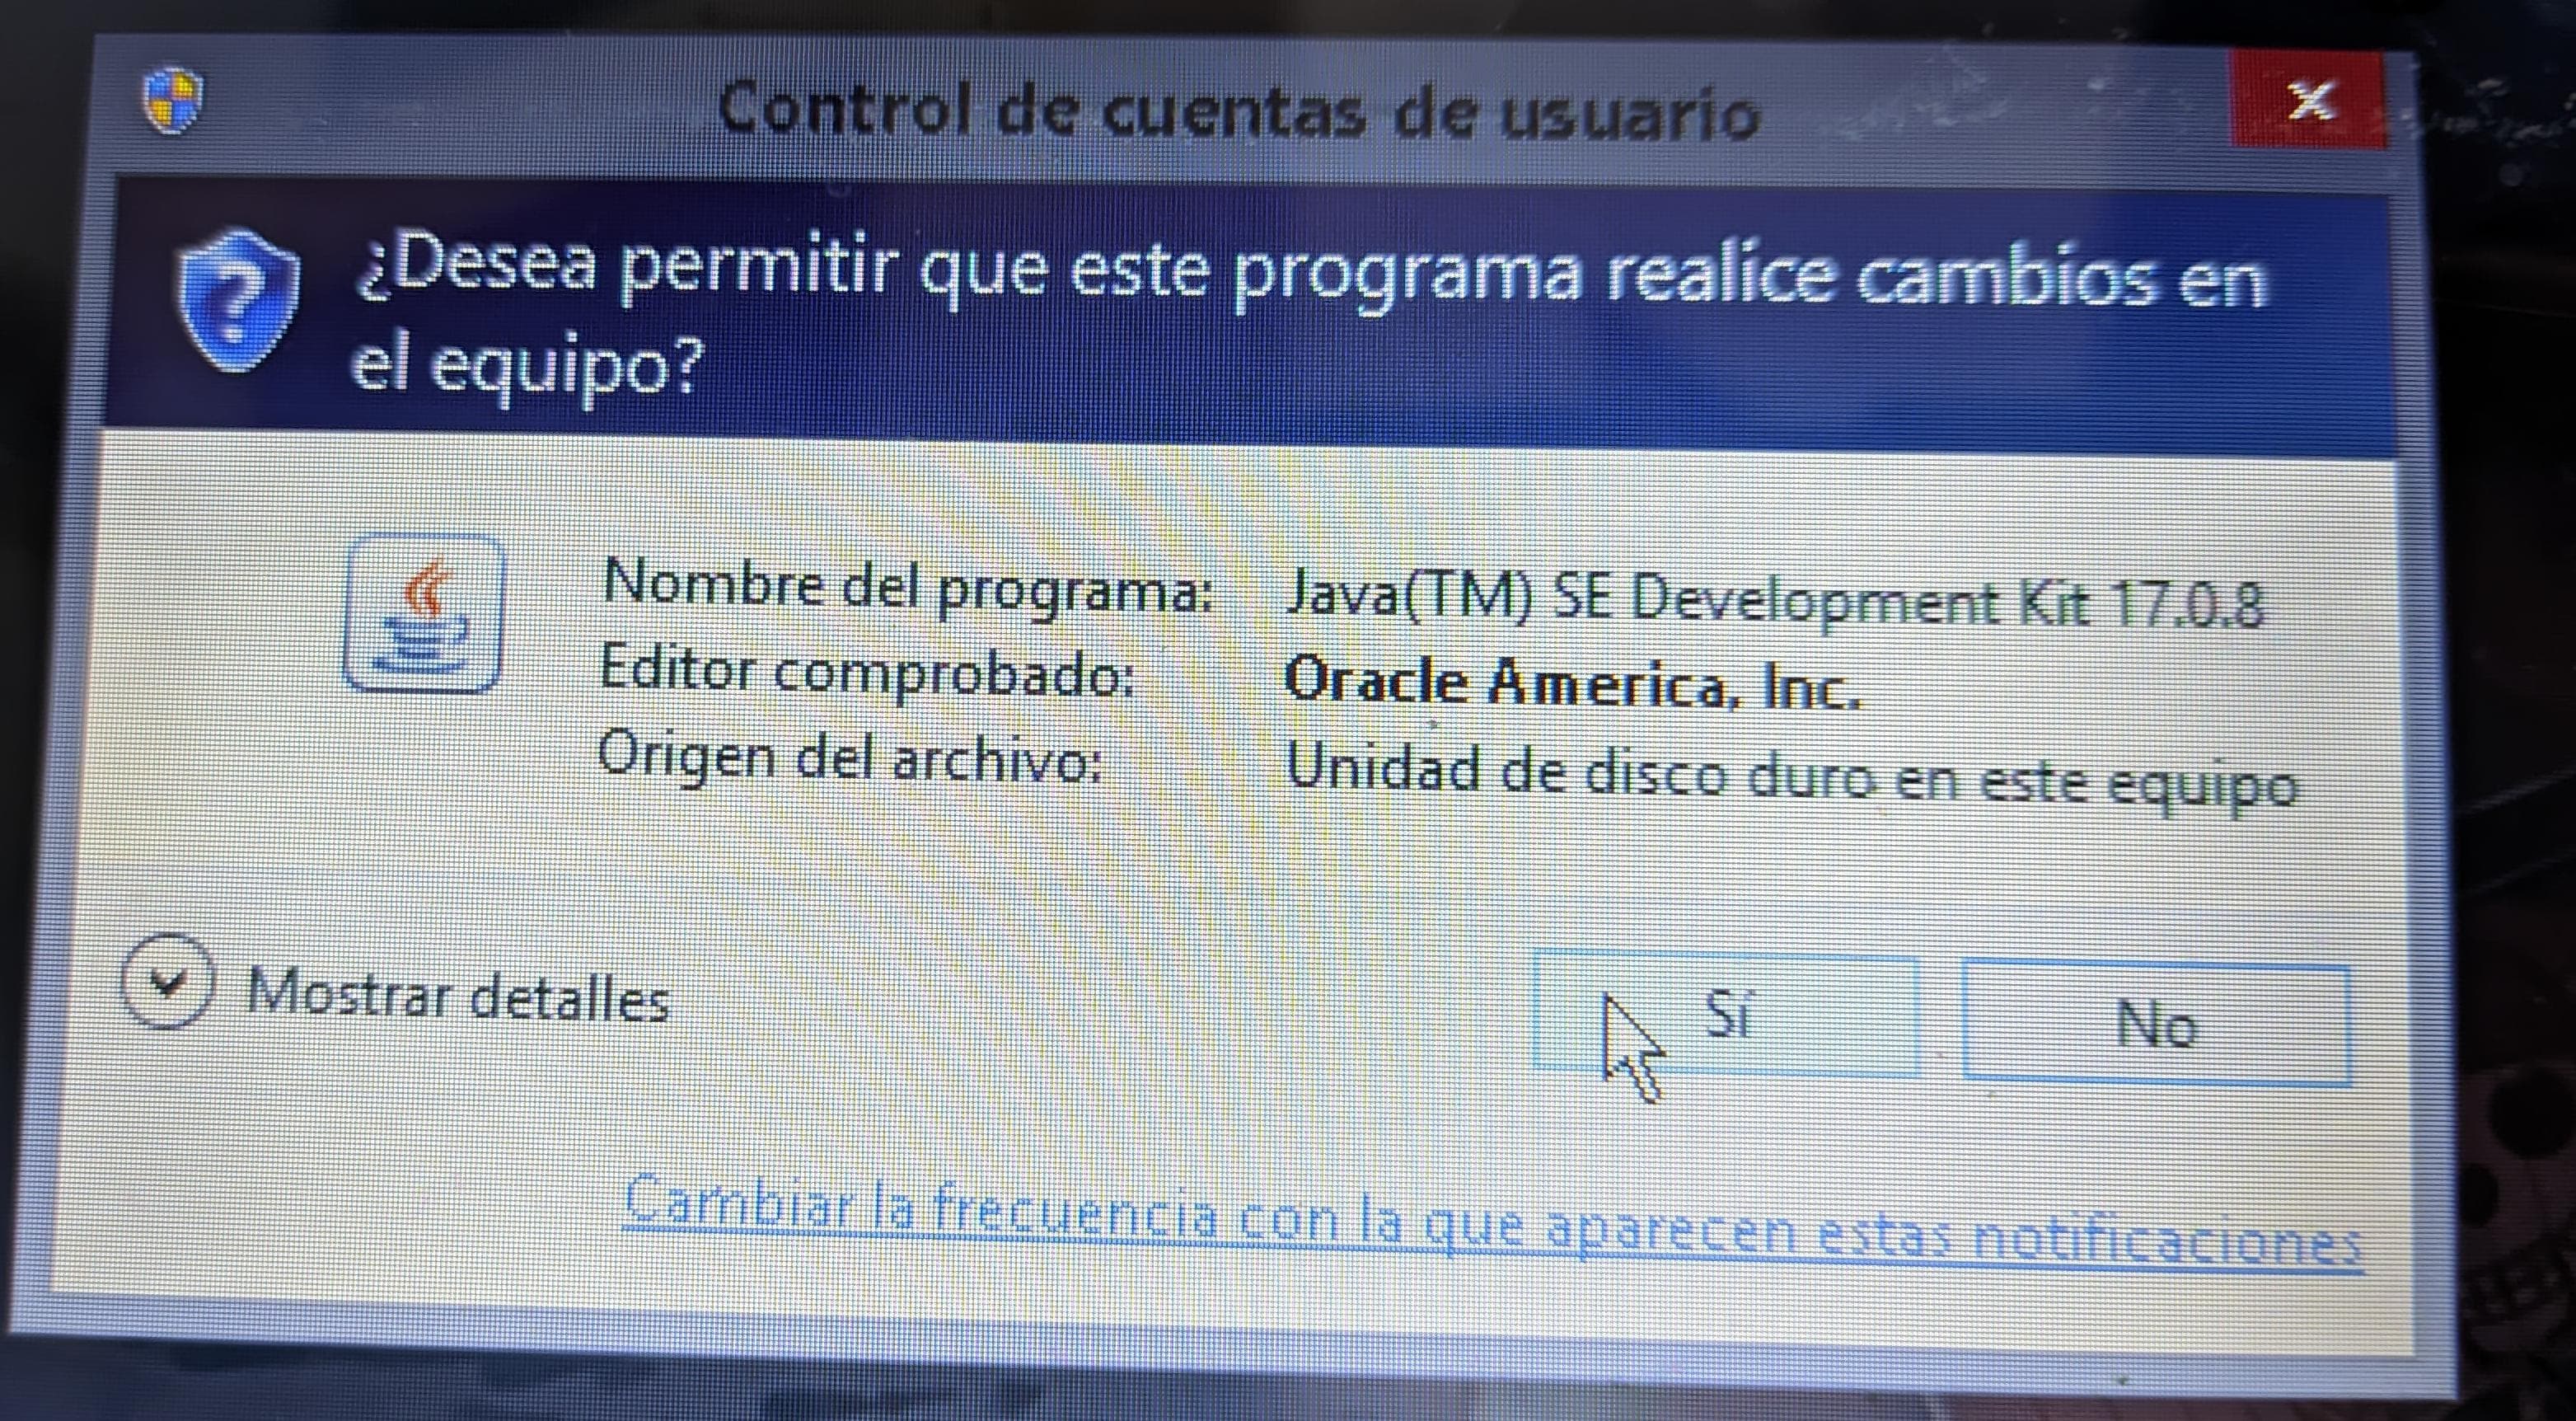 Control de cuentas de usuario
x
¿Desea permitir que este programa realice cambios en
el equipo?
Nombre del programa: Java(TM) SE Development Kit 17.0.8
Editor comprobado: Oracle America, Inc.
Origen del archivo: Unidad de disco duro en este equipo
Mostrar detalles
Sí
No
Cambiar la frecuencia con la que aparecen estas notificaciones